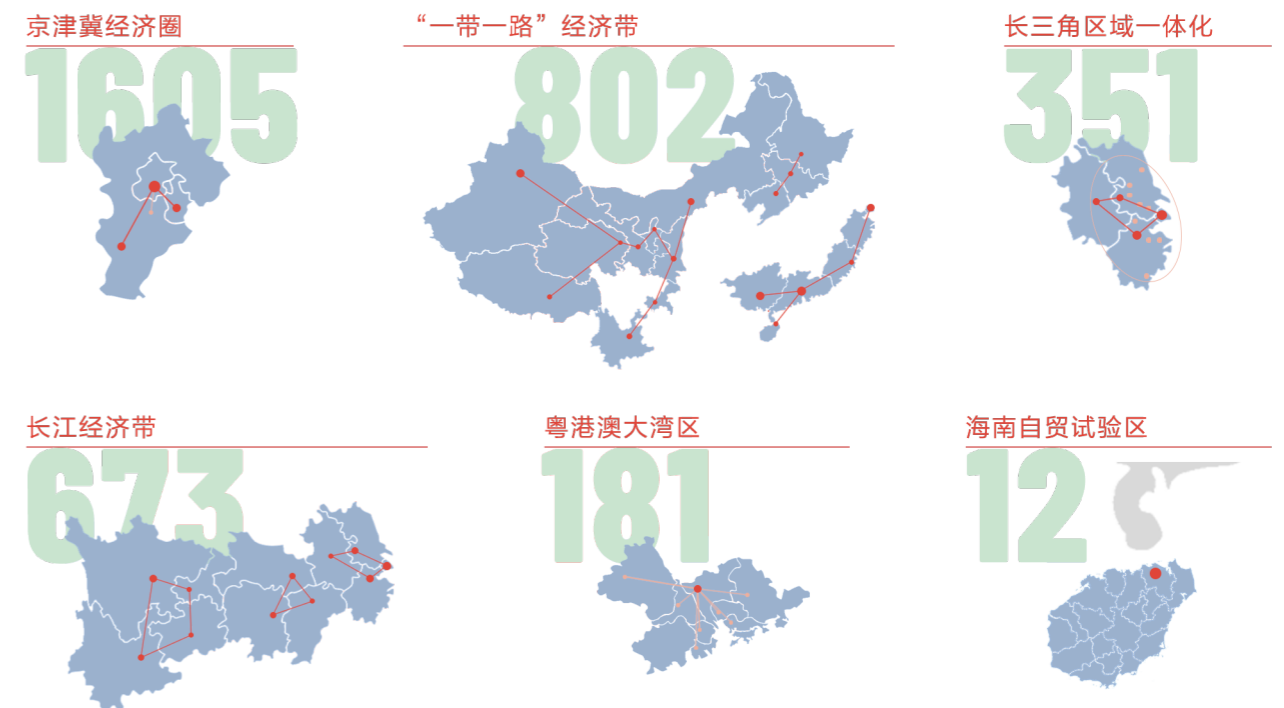 京津冀经济圈
1605
“一带一路”经济带
802
长三角区域一体化
351
长江经济带
673
粤港澳大湾区
181
海南自贸试验区
12